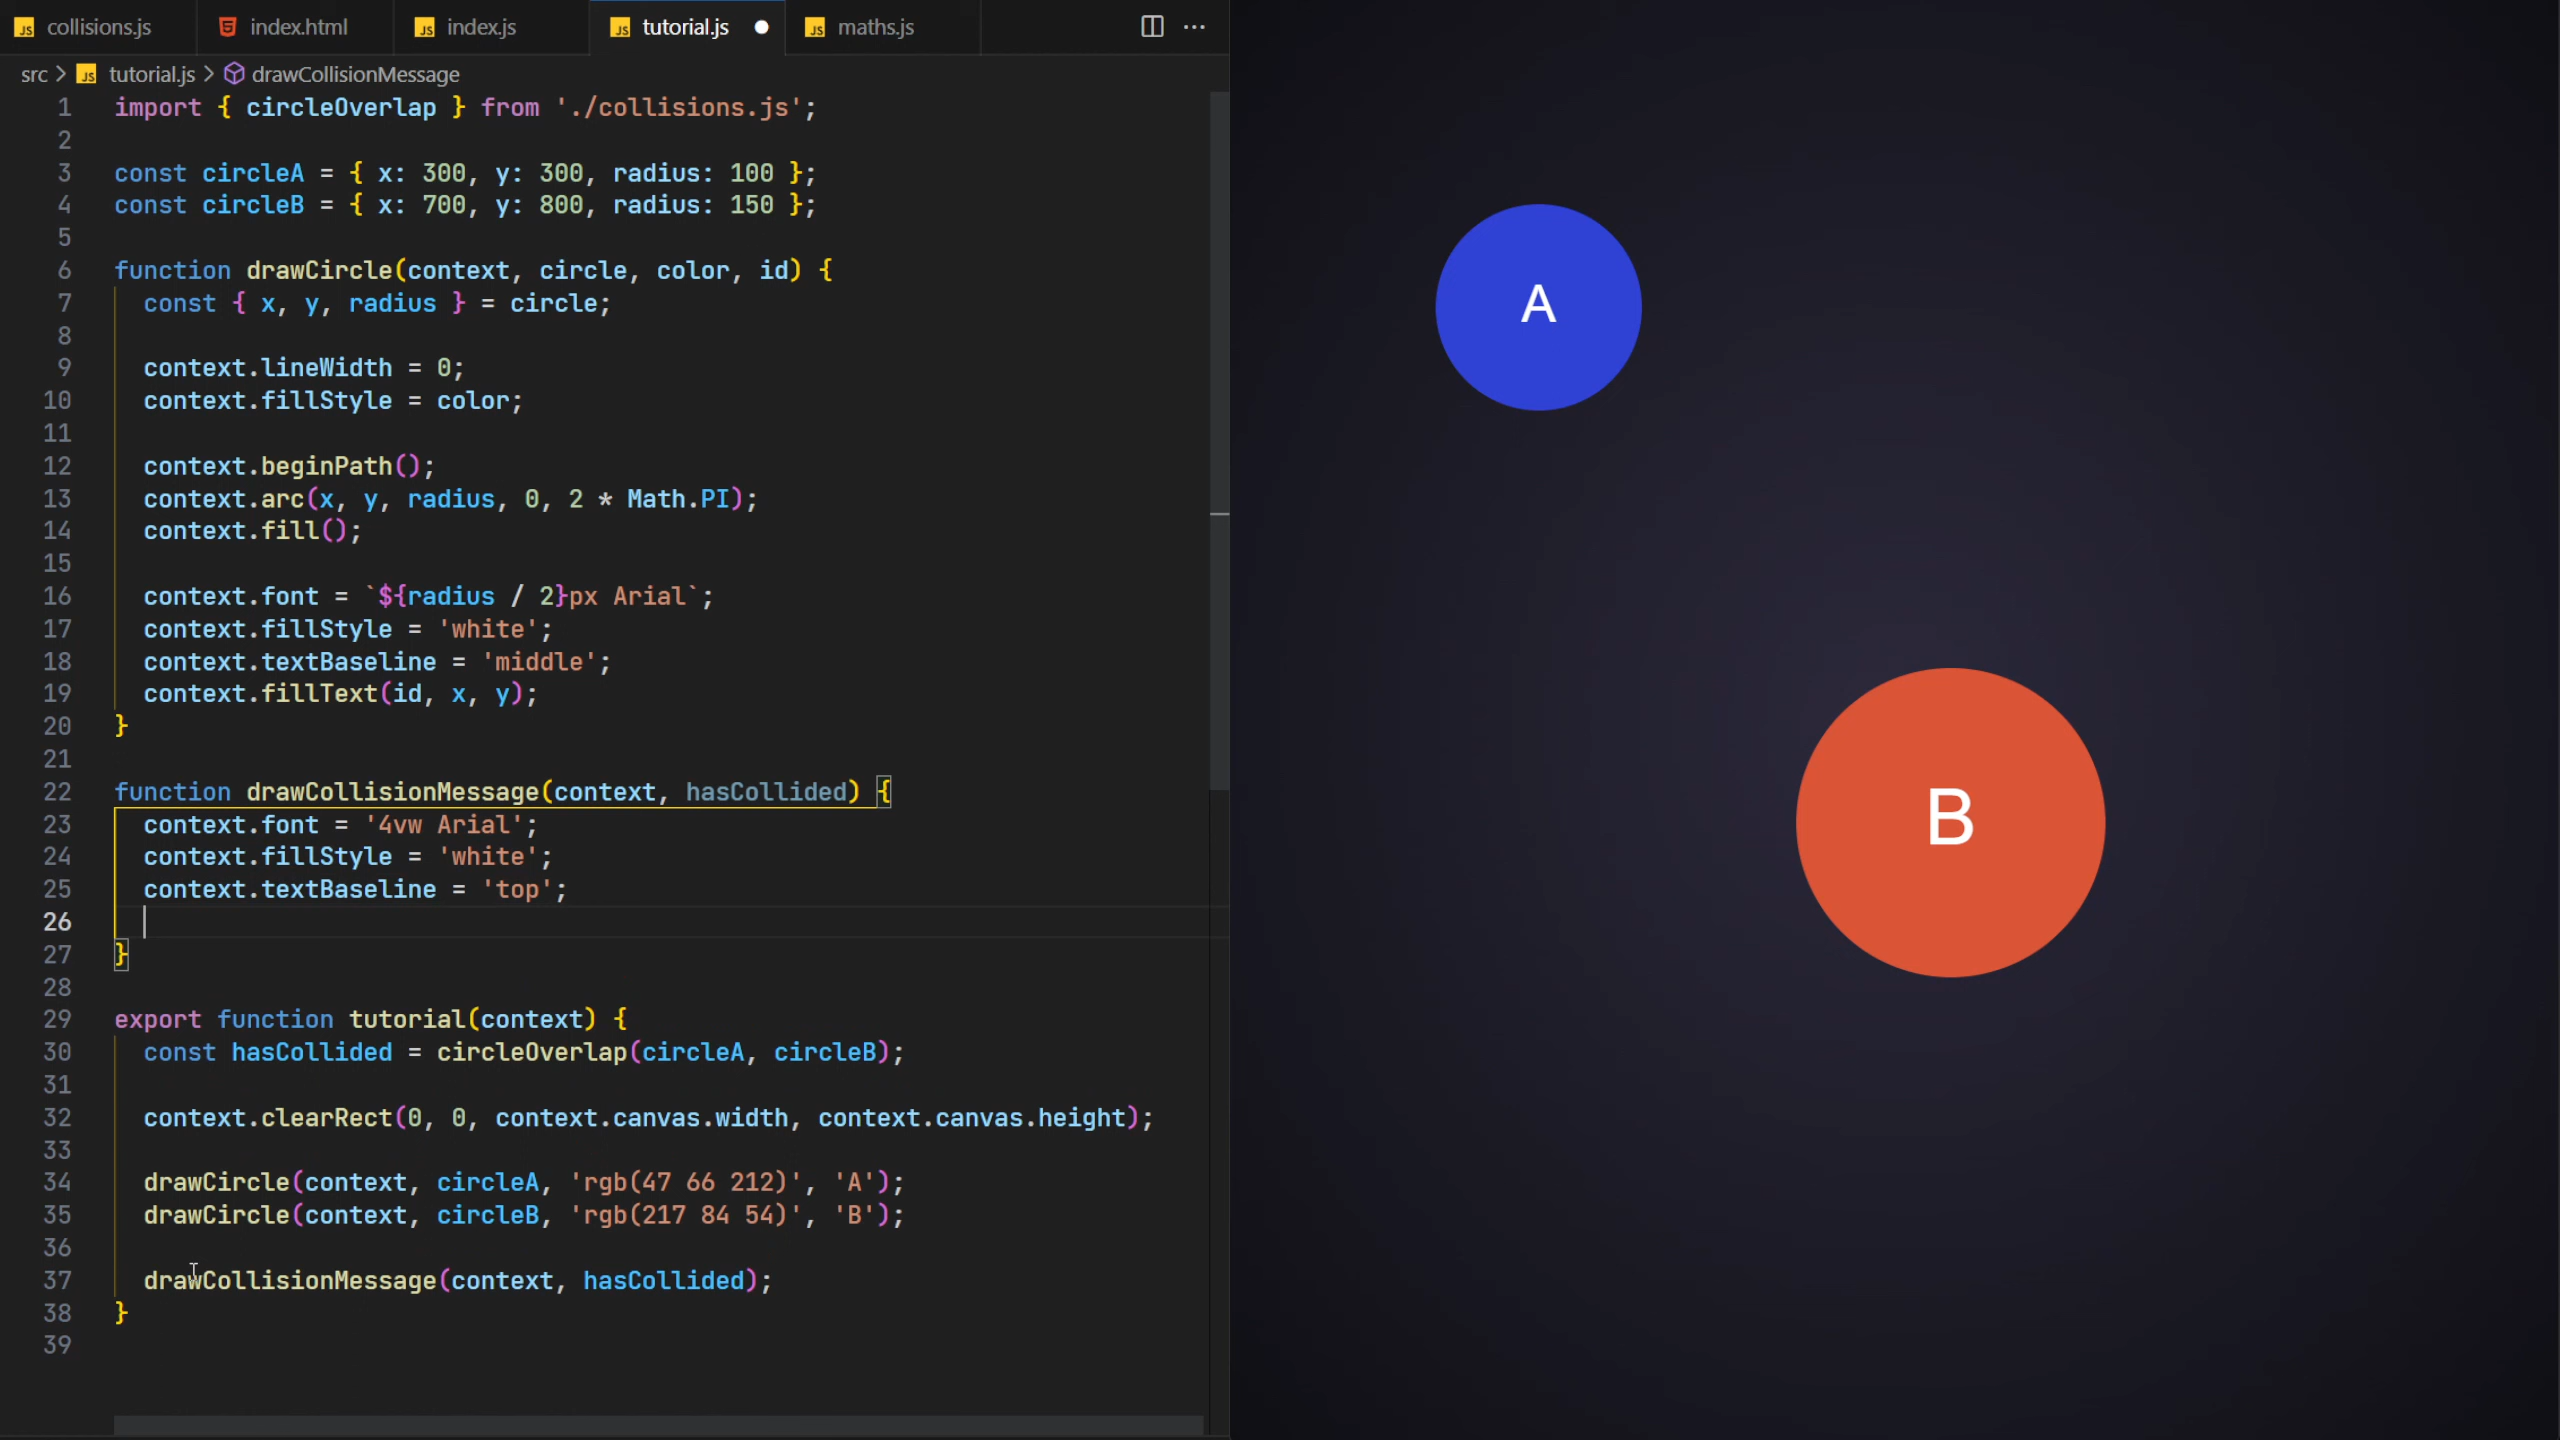 collisions.js index.html index.js tutorial.js maths.js
src > tutorial.js > drawCollisionMessage
1 import { circleOverlap } from './collisions.js';
2
3 const circleA = { x: 300, y: 300, radius: 100 };
4 const circleB = { x: 700, y: 800, radius: 150 };
5
6 function drawCircle(context, circle, color, id) {
7 const { x, y, radius } = circle;
8
9 context.lineWidth = 0;
10 context.fillStyle = color;
11
12 context.beginPath();
13 context.arc(x, y, radius, 0, 2 * Math.PI);
14 context.fill();
15
16 context.font = `${radius / 2}px Arial`;
17 context.fillStyle = 'white';
18 context.textBaseline = 'middle';
19 context.fillText(id, x, y);
20 }
21
22 function drawCollisionMessage(context, hasCollided) {
23 context.font = '4vw Arial';
24 context.fillStyle = 'white';
25 context.textBaseline = 'top';
26
27 }
28
29 export function tutorial(context) {
30 const hasCollided = circleOverlap(circleA, circleB);
31
32 context.clearRect(0, 0, context.canvas.width, context.canvas.height);
33
34 drawCircle(context, circleA, 'rgb(47 66 212)', 'A');
35 drawCircle(context, circleB, 'rgb(217 84 54)', 'B');
36
37 drawCollisionMessage(context, hasCollided);
38 }
39
A
B